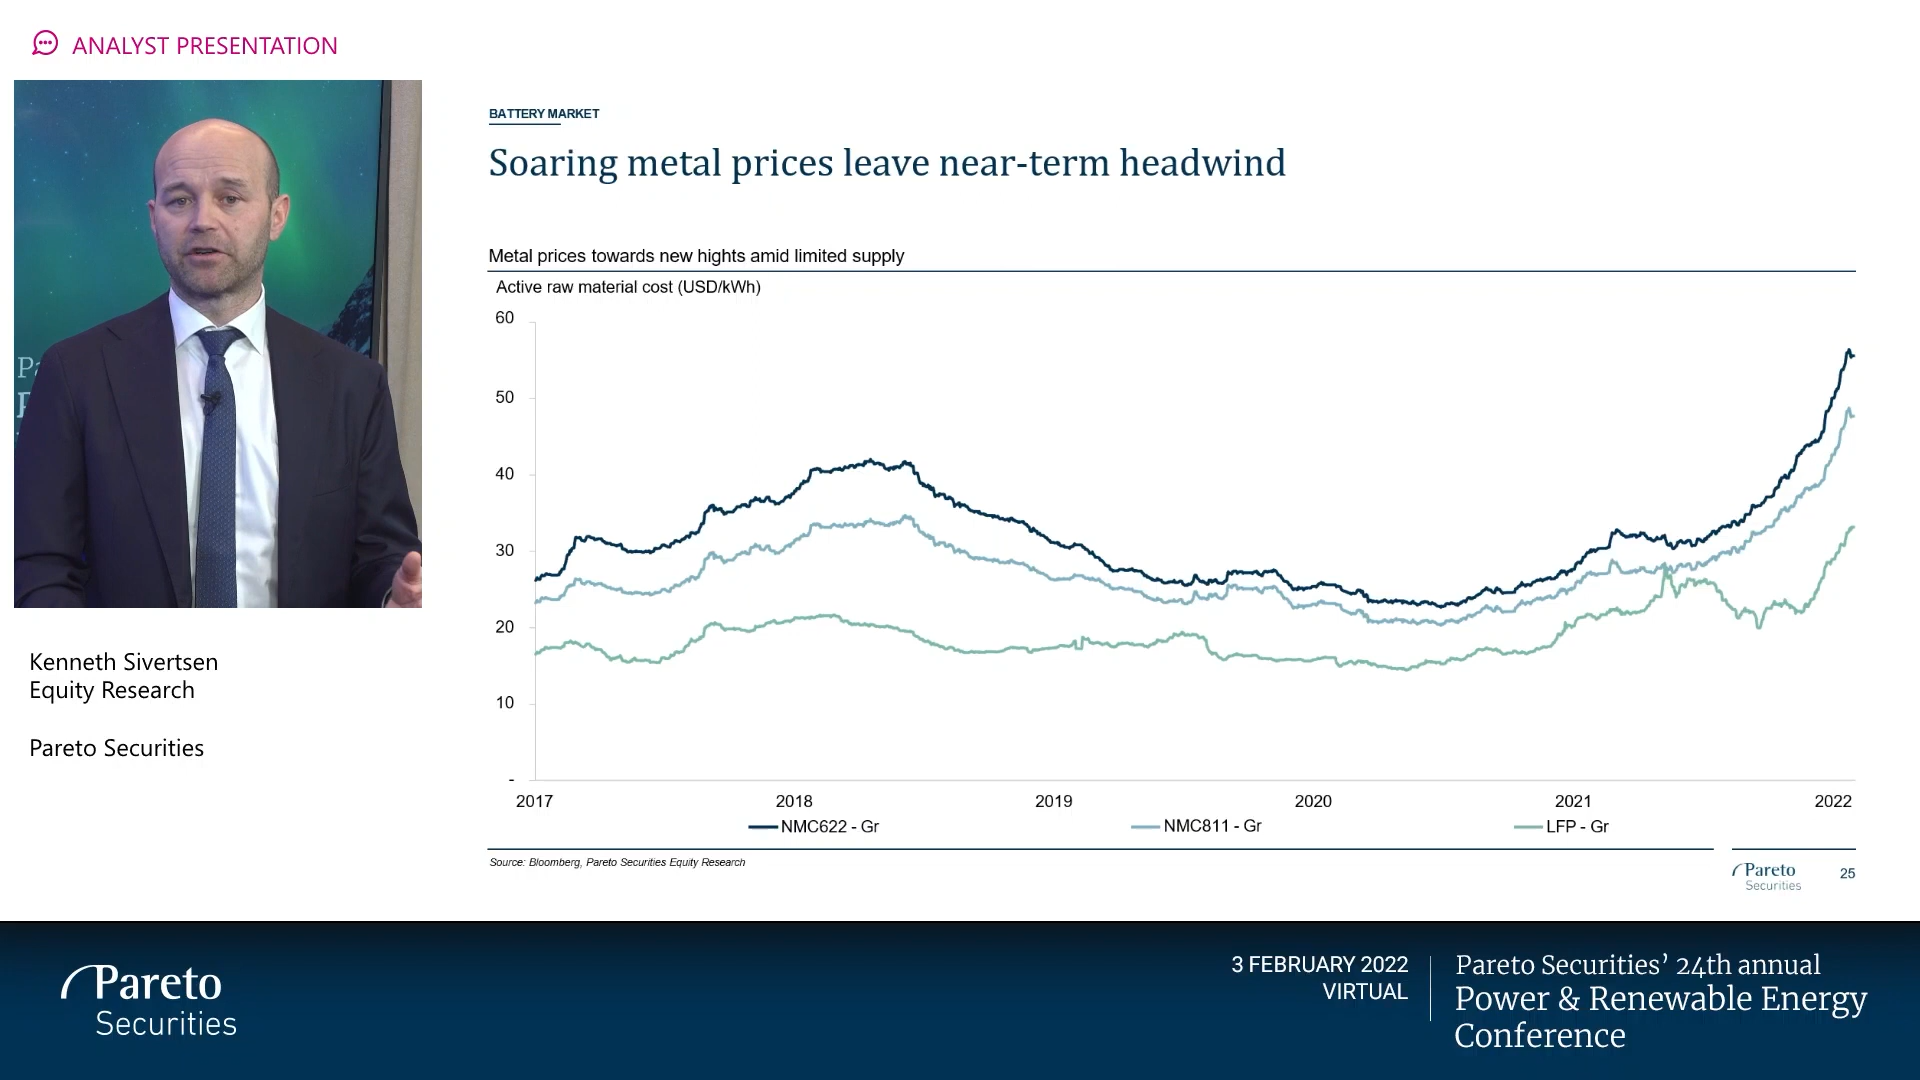 ANALYST PRESENTATION
Kenneth Sivertsen
Equity Research
Pareto Securities
BATTERY MARKET
Soaring metal prices leave near-term headwind
Metal prices towards new hights amid limited supply
Active raw material cost (USD/kWh)
60
50
40
30
20
10
-
2017 2018 2019 2020 2021 2022
NMC622 - Gr NMC811 - Gr LFP - Gr
Source: Bloomberg, Pareto Securities Equity Research
Pareto
Securities
25
Pareto
Securities
3 FEBRUARY 2022
VIRTUAL
Pareto Securities’ 24th annual
Power & Renewable Energy
Conference